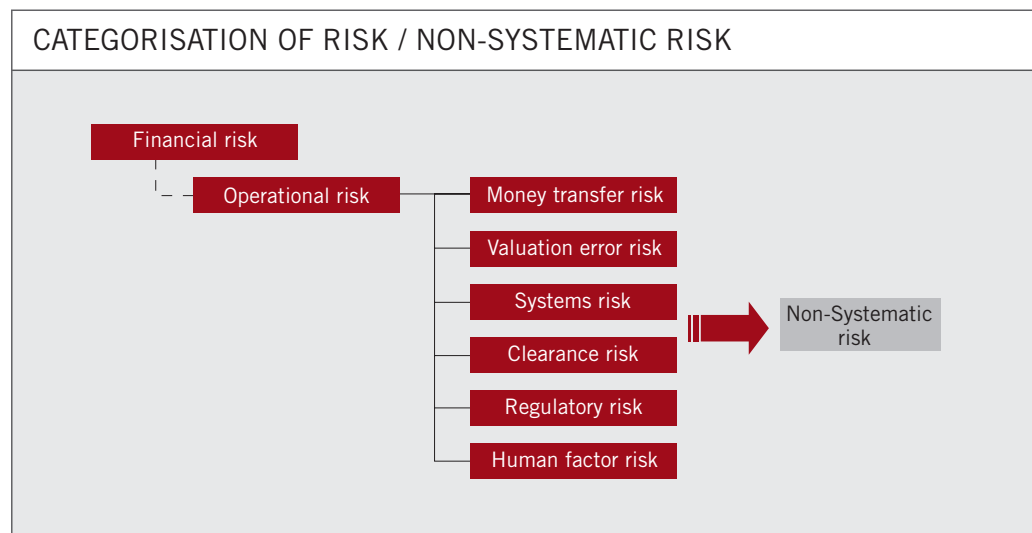 CATEGORISATION OF RISK / NON-SYSTEMATIC RISK
Financial risk
Operational risk
Money transfer risk
Valuation error risk
Systems risk
Clearance risk
Regulatory risk
Human factor risk
Non-Systematic
risk